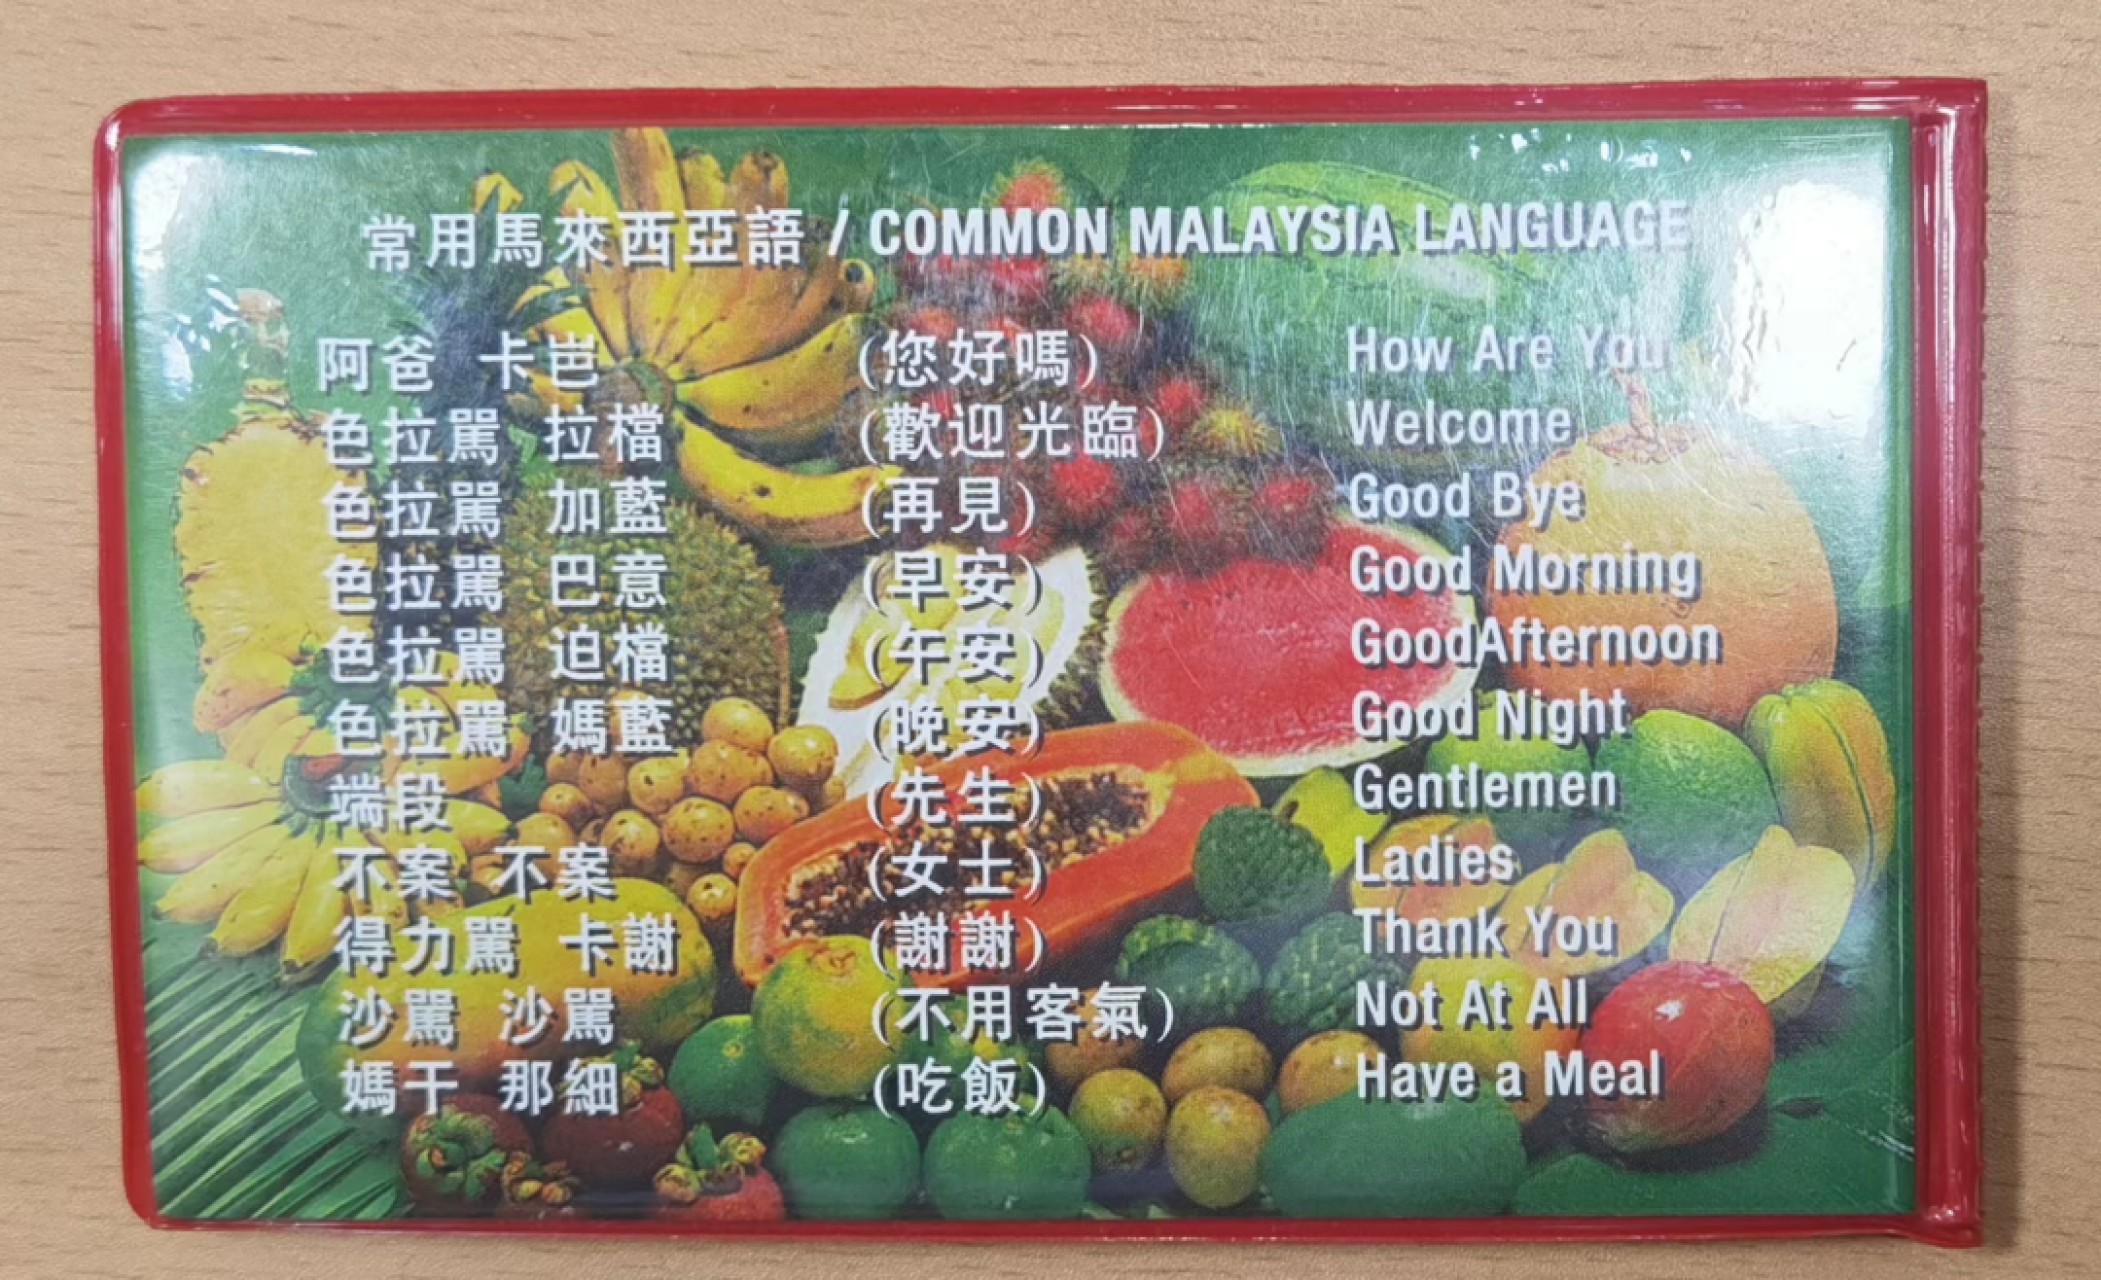 常用馬來西亞語 / COMMON MALAYSIA LANGUAGE
阿爸 卡岜 (您好嗎) How Are You
色拉罵 拉檔 (歡迎光臨) Welcome
色拉罵 加藍 (再見) Good Bye
色拉罵 巴意 (早安) Good Morning
色拉罵 迫檔 (午安) GoodAfternoon
色拉罵 媽藍 (晚安) Good Night
端段 (先生) Gentlemen
不案 不案 (女士) Ladies
得力罵 卡謝 (謝謝) Thank You
沙罵 沙罵 (不用客氣) Not At All
媽干 那細 (吃飯) Have a Meal